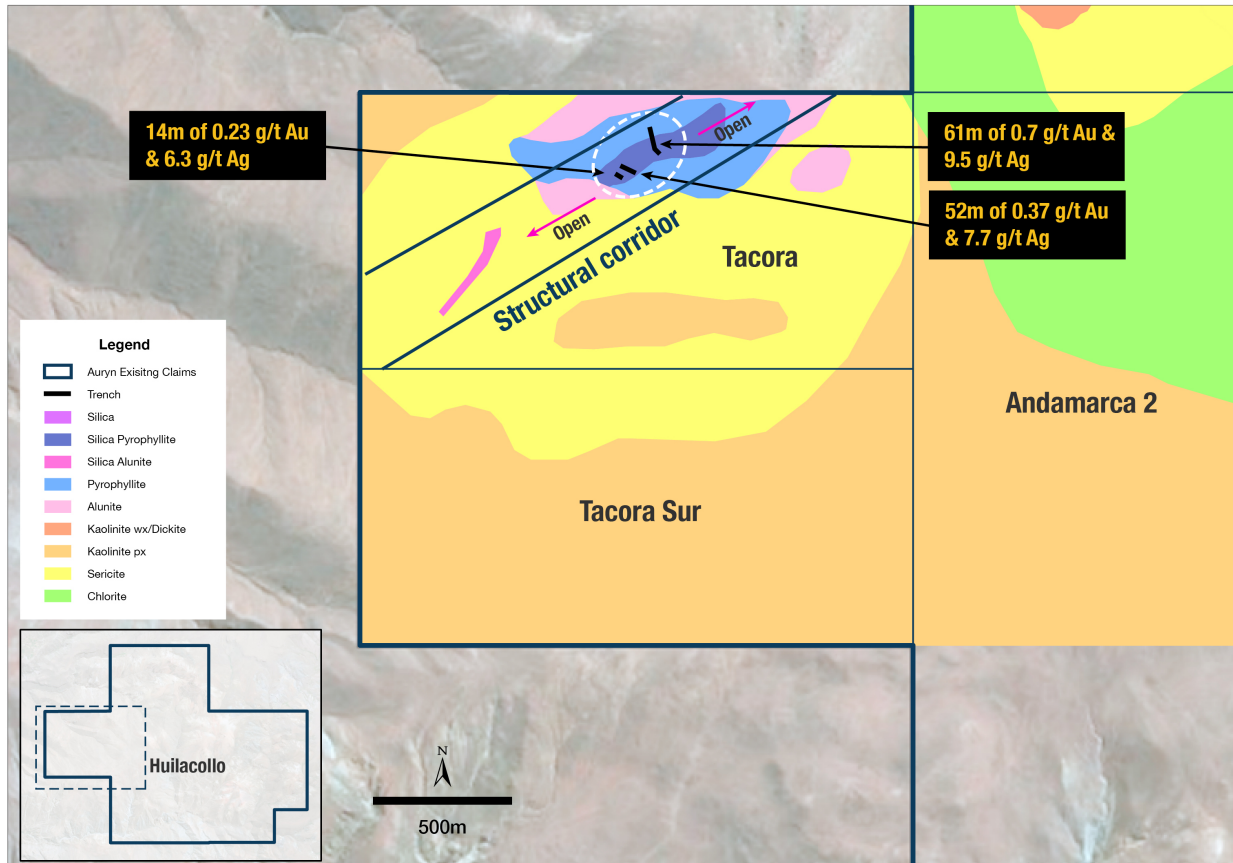 14m of 0.23 g/t Au
& 6.3 g/t Ag
61m of 0.7 g/t Au &
9.5 g/t Ag
52m of 0.37 g/t Au
& 7.7 g/t Ag
Open
Open
Structural corridor
Tacora
Andamarca 2
Tacora Sur
Legend
Auryn Exisitng Claims
Trench
Silica
Silica Pyrophyllite
Silica Alunite
Pyrophyllite
Alunite
Kaolinite wx/Dickite
Kaolinite px
Sericite
Chlorite
Huilacollo
N
500m